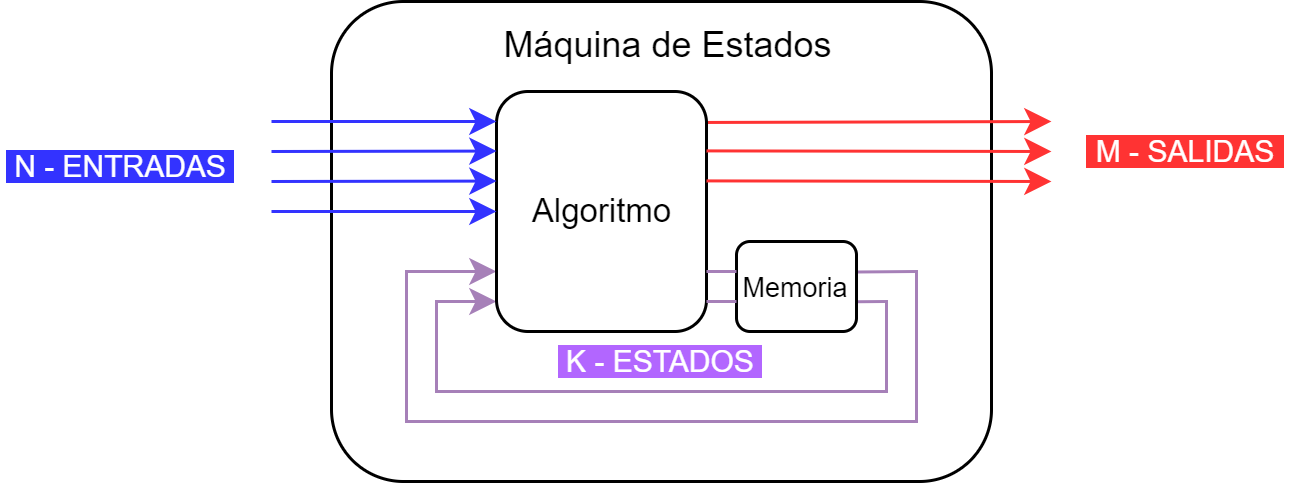 Máquina de Estados
N - ENTRADAS
M - SALIDAS
Algoritmo
Memoria
K - ESTADOS